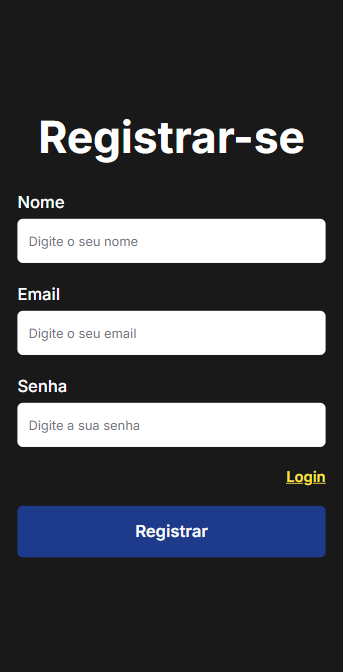 Registrar-se
Nome
Digite o seu nome
Email
Digite o seu email
Senha
Digite a sua senha
Login
Registrar